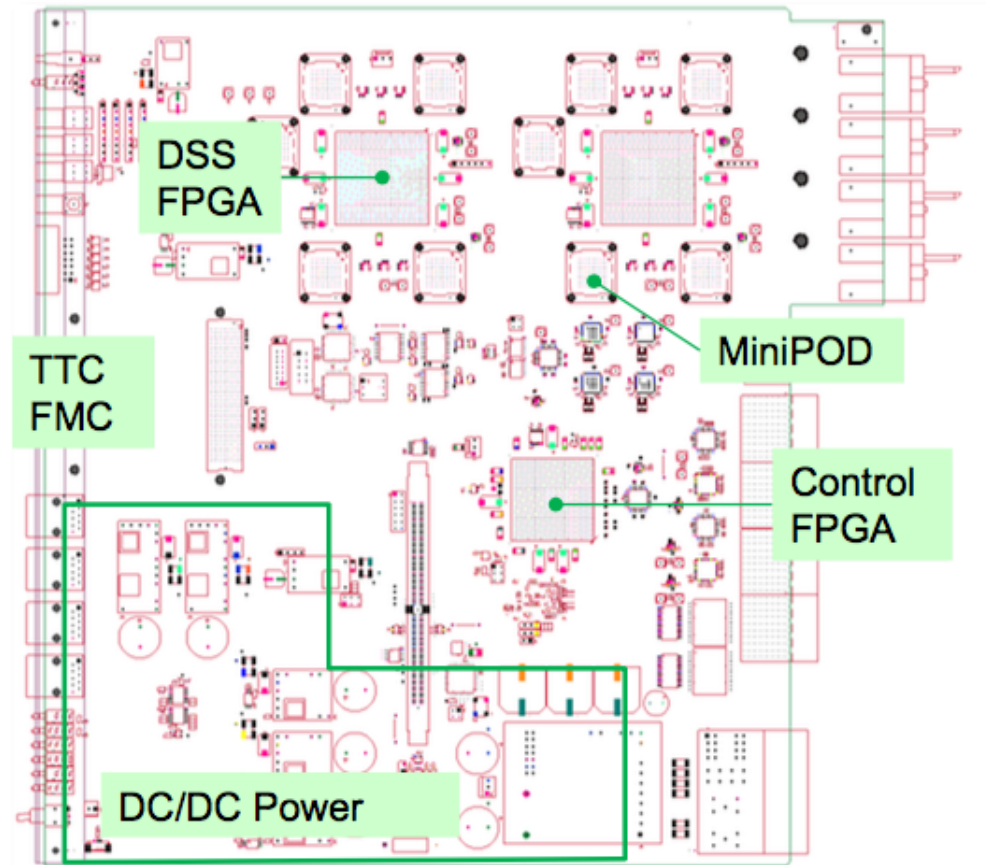 DSS
FPGA
MiniPOD
TTC
FMC
Control
FPGA
DC/DC Power